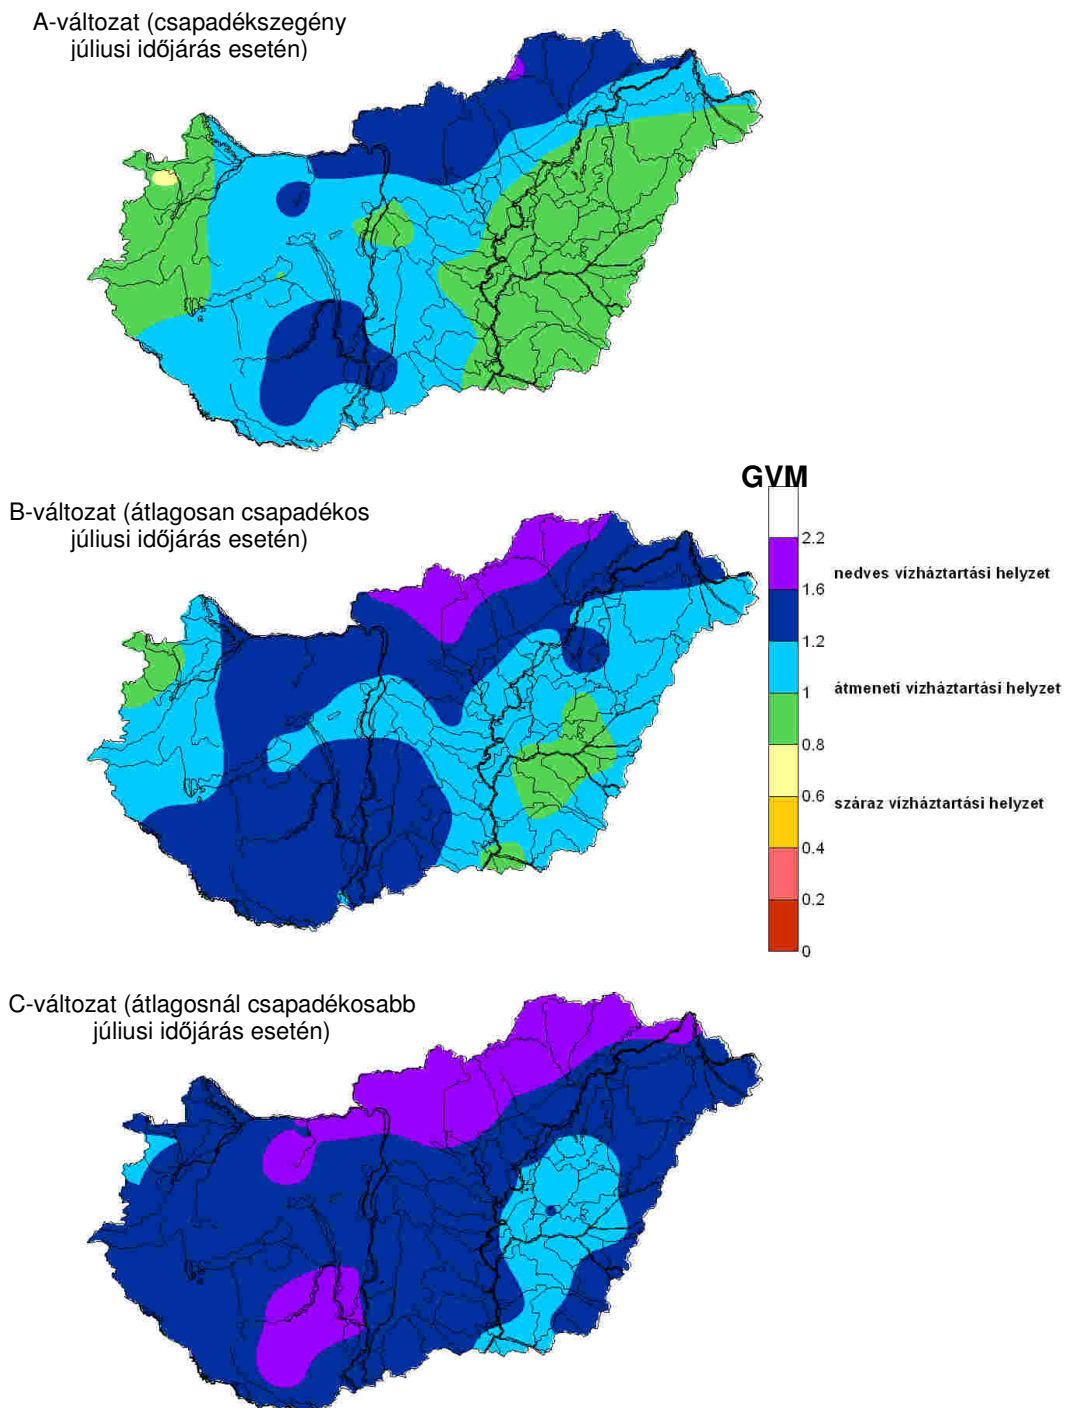 A-változat (csapadékszegény
júliusi időjárás esetén)
GVM
B-változat (átlagosan csapadékos
júliusi időjárás esetén)
2.2
nedves vízháztartási helyzet
1.6
1.2
átmeneti vízháztartási helyzet
1
0.8
0.6
száraz vízháztartási helyzet
0.4
0.2
0
C-változat (átlagosnál csapadékosabb
júliusi időjárás esetén)